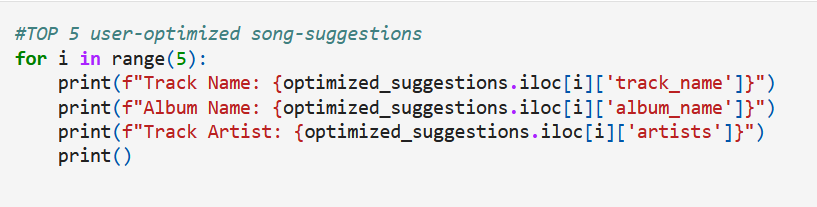 #TOP 5 user-optimized song-suggestions
for i in range(5):
    print(f"Track Name: {optimized_suggestions.iloc[i]['track_name']}")
    print(f"Album Name: {optimized_suggestions.iloc[i]['album_name']}")
    print(f"Track Artist: {optimized_suggestions.iloc[i]['artists']}")
    print()